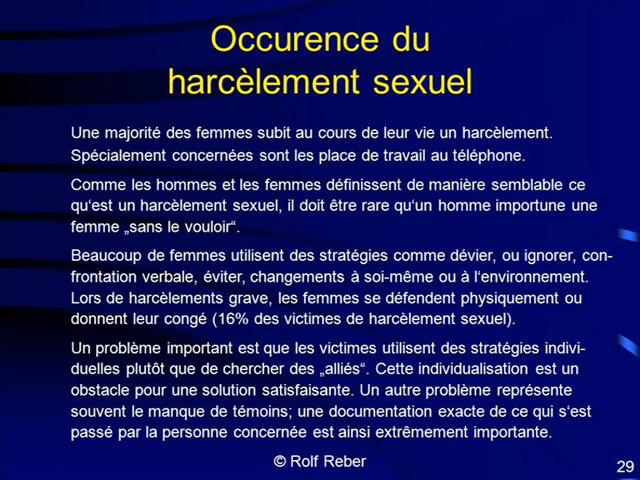 Occurence du
harcèlement sexuel
Une majorité des femmes subit au cours de leur vie un harcèlement.
Spécialement concernées sont les place de travail au téléphone.
Comme les hommes et les femmes définissent de manière semblable ce
qu‘est un harcèlement sexuel, il doit être rare qu‘un homme importune une
femme „sans le vouloir“.
Beaucoup de femmes utilisent des stratégies comme dévier, ou ignorer, con-
frontation verbale, éviter, changements à soi-même ou à l‘environnement.
Lors de harcèlements grave, les femmes se défendent physiquement ou
donnent leur congé (16% des victimes de harcèlement sexuel).
Un problème important est que les victimes utilisent des stratégies indivi-
duelles plutôt que de chercher des „alliés“. Cette individualisation est un
obstacle pour une solution satisfaisante. Un autre problème représente
souvent le manque de témoins; une documentation exacte de ce qui s‘est
passé par la personne concernée est ainsi extrêmement importante.
© Rolf Reber
29